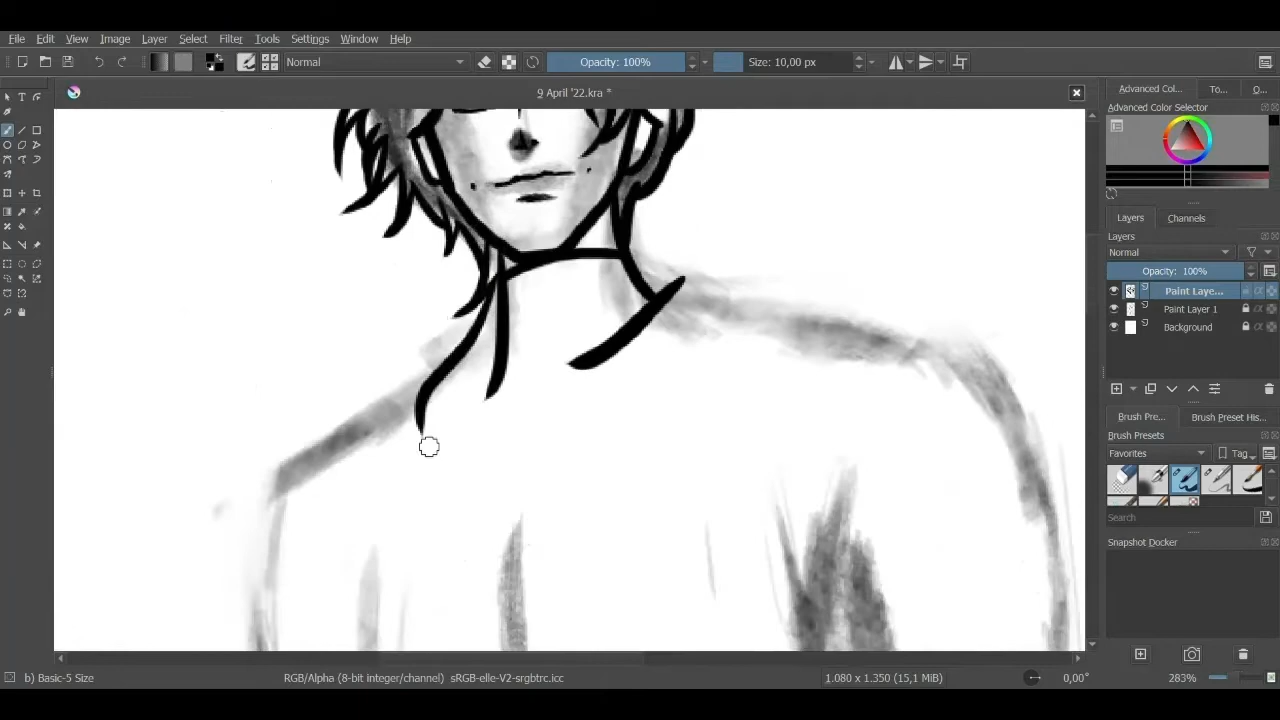 File Edit View Image Layer Select Filter Tools Settings Window Help
Normal Opacity: 100% Size: 10,00 px
9 April '22.kra *
Advanced Col... To... O...
Advanced Color Selector
Layers Channels
Layers
Normal
Opacity: 100%
Paint Laye...
Paint Layer 1
Background
Brush Pre... Brush Preset His...
Brush Presets
Favorites Tag
Search
Snapshot Docker
b) Basic-5 Size RGB/Alpha (8-bit integer/channel) sRGB-elle-V2-srgbtrc.icc 1.080 x 1.350 (15,1 MiB) 0,00° 283%